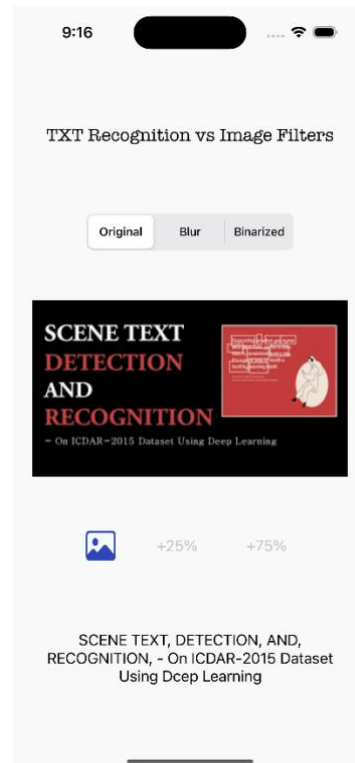 9:16
TXT Recognition vs Image Filters
Original Blur Binarized
SCENE TEXT
DETECTION
AND
RECOGNITION
- On ICDAR-2015 Dataset Using Deep Learning
+25% +75%
SCENE TEXT, DETECTION, AND,
RECOGNITION, - On ICDAR-2015 Dataset
Using Dcep Learning